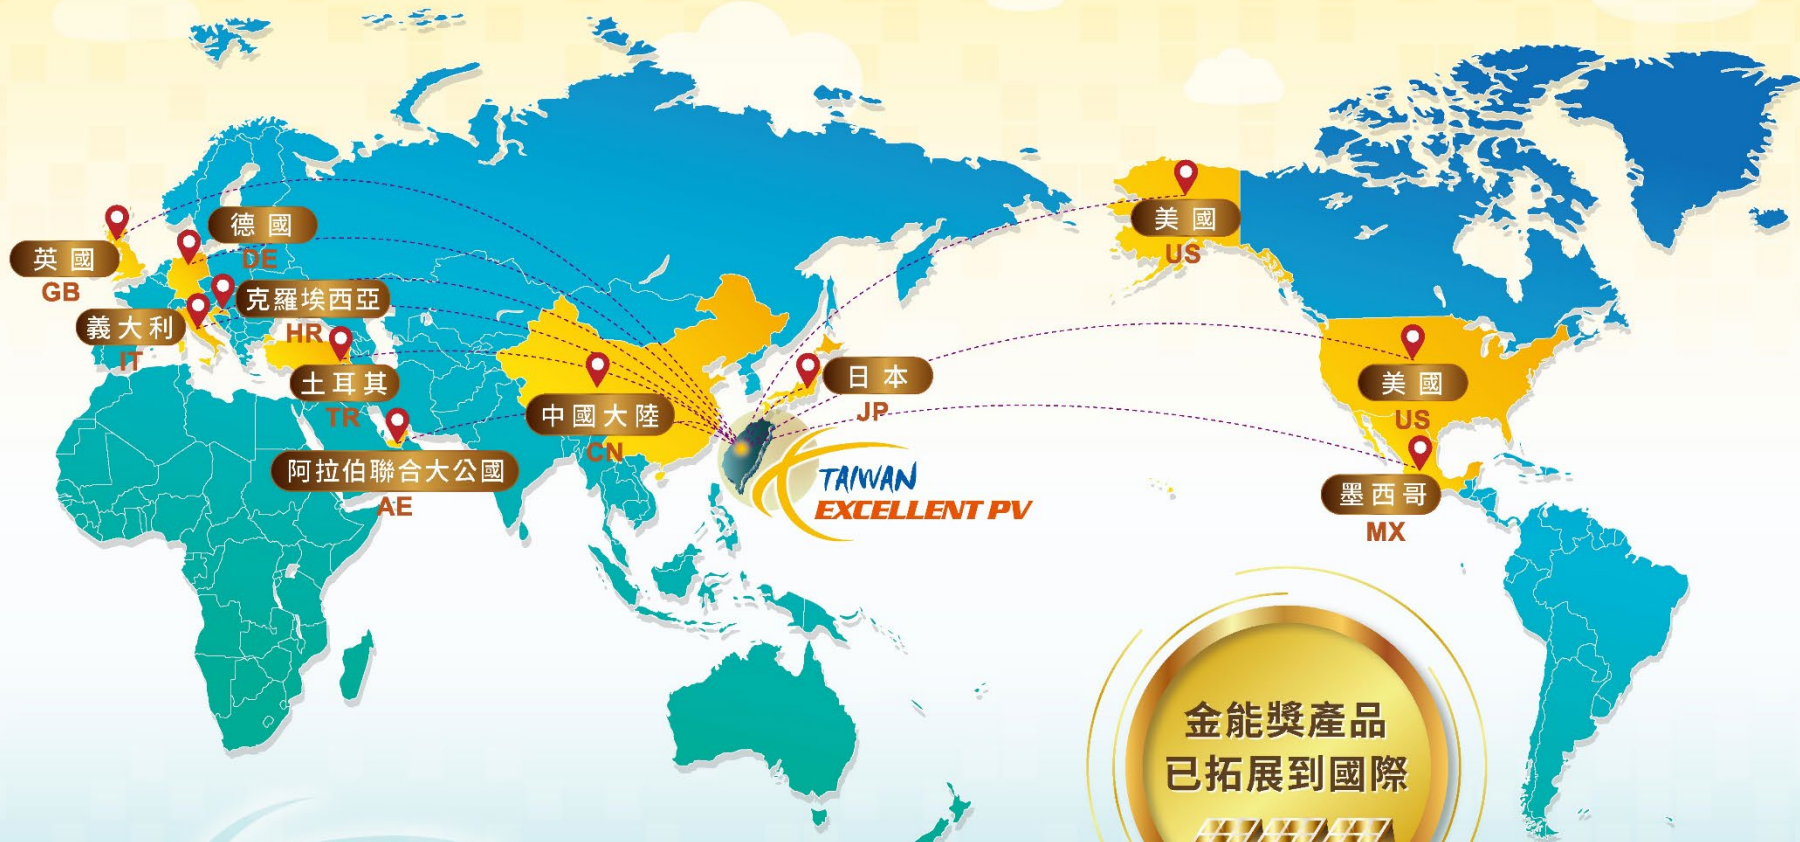 英國
GB
德國
DE
義大利
IT
克羅埃西亞
HR
土耳其
TR
阿拉伯聯合大公國
AE
中國大陸
CN
日本
JP
TAIWAN
EXCELLENT PV
美國
US
美國
US
墨西哥
MX
金能獎產品
已拓展到國際